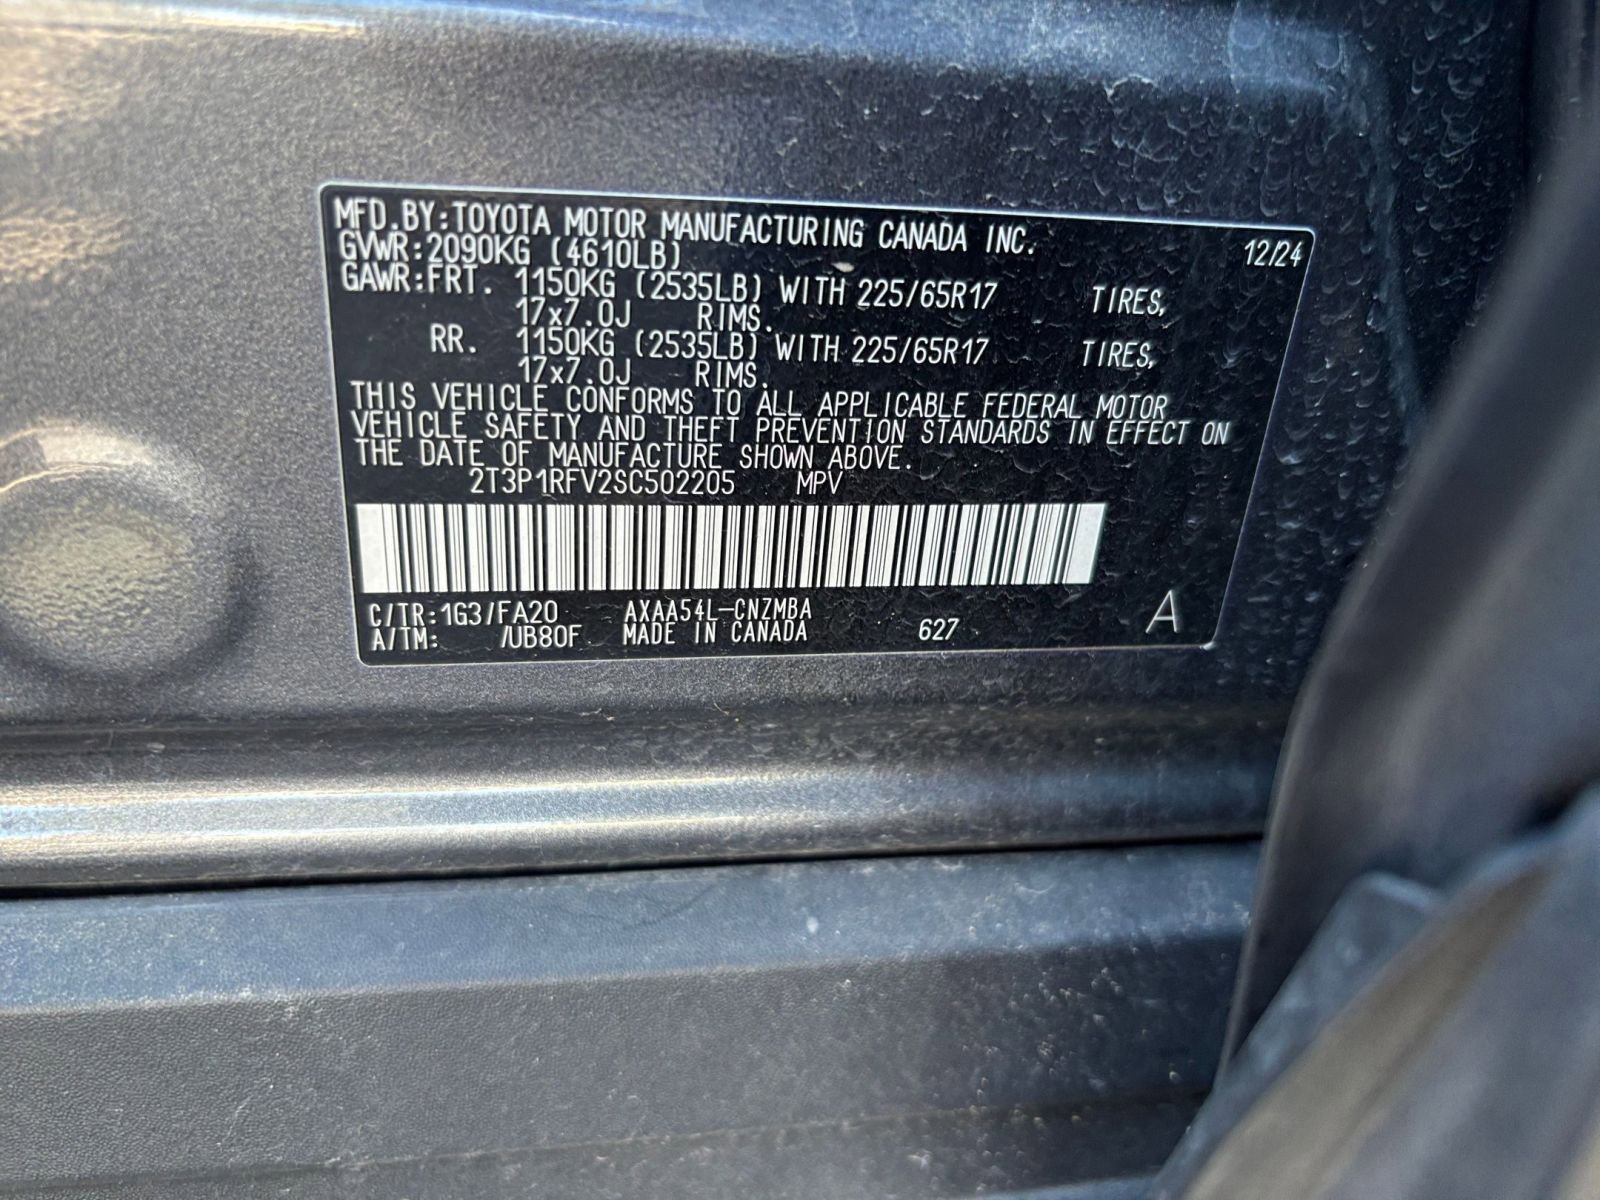 MFD.BY:TOYOTA MOTOR MANUFACTURING CANADA INC. 12/24
GVWR:2090KG (4610LB)
GAWR:FRT. 1150KG (2535LB) WITH 225/65R17 TIRES,
17x7.0J RIMS.
RR. 1150KG (2535LB) WITH 225/65R17 TIRES,
17x7.0J RIMS.
THIS VEHICLE CONFORMS TO ALL APPLICABLE FEDERAL MOTOR
VEHICLE SAFETY AND THEFT PREVENTION STANDARDS IN EFFECT ON
THE DATE OF MANUFACTURE SHOWN ABOVE.
2T3P1RFV2SC502205 MPV
C/TR:1G3/FA20 AXAA54L-CNZMBA
A/TM: /UB80F MADE IN CANADA 627 A